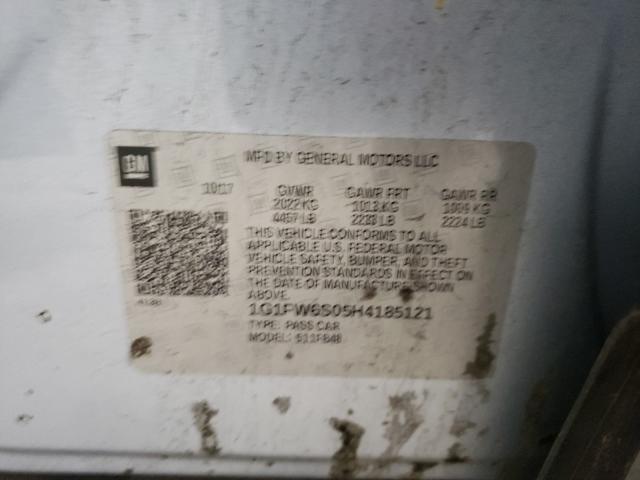 GM
MFD BY GENERAL MOTORS LLC
10/17
GVWR GAWR FRT GAWR RR
2022 KG 1013 KG 1009 KG
4457 LB 2233 LB 2224 LB
THIS VEHICLE CONFORMS TO ALL
APPLICABLE U.S. FEDERAL MOTOR
VEHICLE SAFETY, BUMPER, AND THEFT
PREVENTION STANDARDS IN EFFECT ON
THE DATE OF MANUFACTURE SHOWN
ABOVE.
1G1FW6S05H4185121
TYPE: PASS CAR
MODEL: